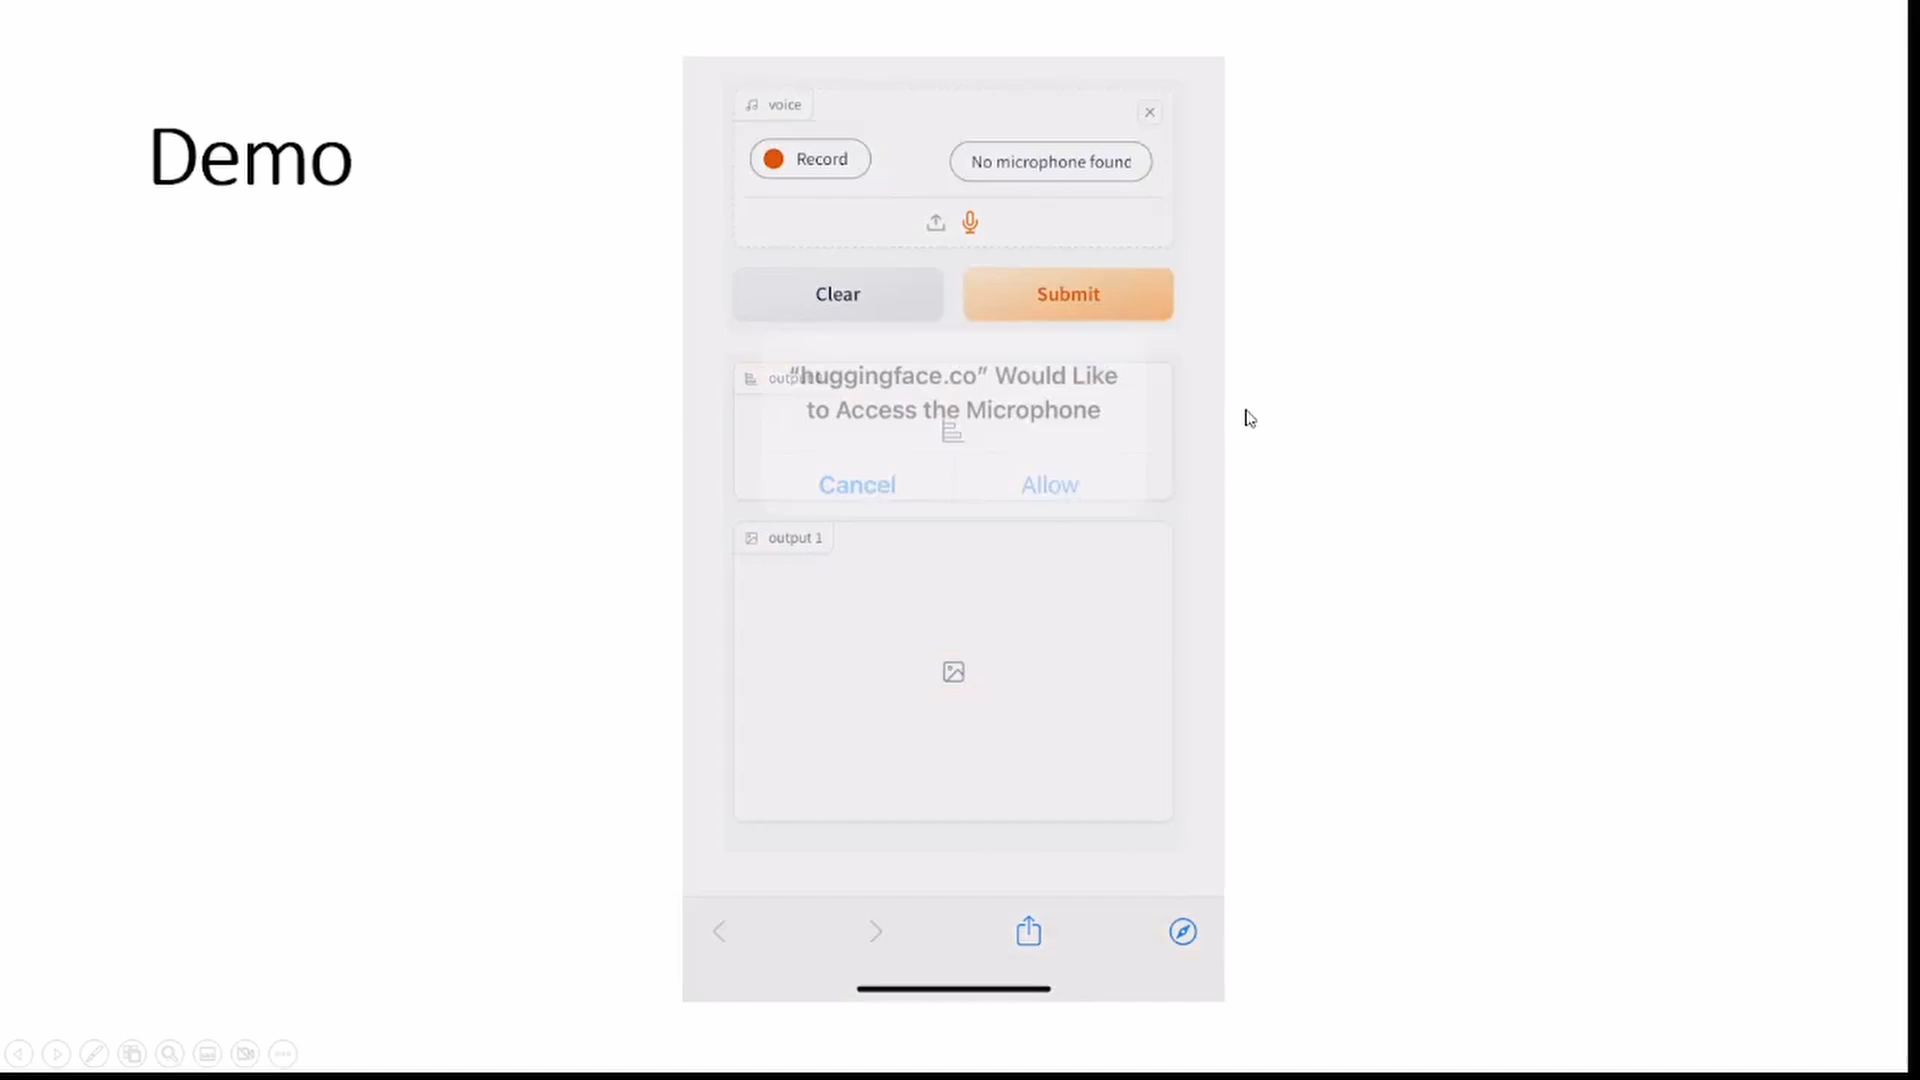 Demo
voice
Record
No microphone found
Clear
Submit
output
"huggingface.co" Would Like
to Access the Microphone
Cancel
Allow
output 1